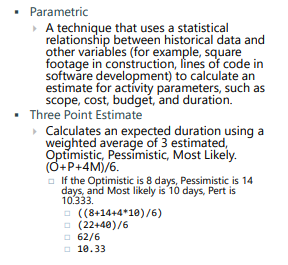 ▪ Parametric
▹ A technique that uses a statistical
relationship between historical data and
other variables (for example, square
footage in construction, lines of code in
software development) to calculate an
estimate for activity parameters, such as
scope, cost, budget, and duration.
▪ Three Point Estimate
▹ Calculates an expected duration using a
weighted average of 3 estimated,
Optimistic, Pessimistic, Most Likely.
(O+P+4M)/6.
□ If the Optimistic is 8 days, Pessimistic is 14
days, and Most likely is 10 days, Pert is
10.333.
□ ((8+14+4*10)/6)
□ (22+40)/6
□ 62/6
□ 10.33